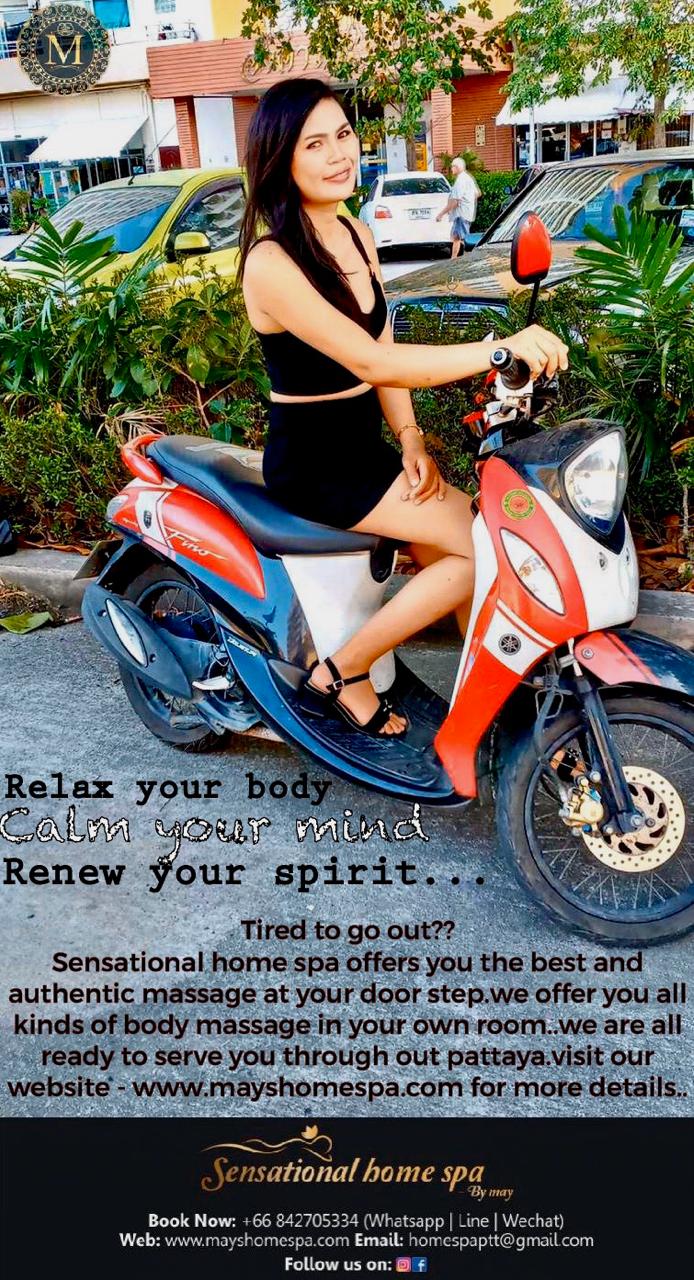 M
Fino
Relax your body
Calm your mind
Renew your spirit...
Tired to go out??
Sensational home spa offers you the best and
authentic massage at your door step.we offer you all
kinds of body massage in your own room..we are all
ready to serve you through out pattaya.visit our
website - www.mayshomespa.com for more details..
Sensational home spa
By may
Book Now: +66 842705334 (Whatsapp | Line | Wechat)
Web: www.mayshomespa.com Email: homespaptt@gmail.com
Follow us on: